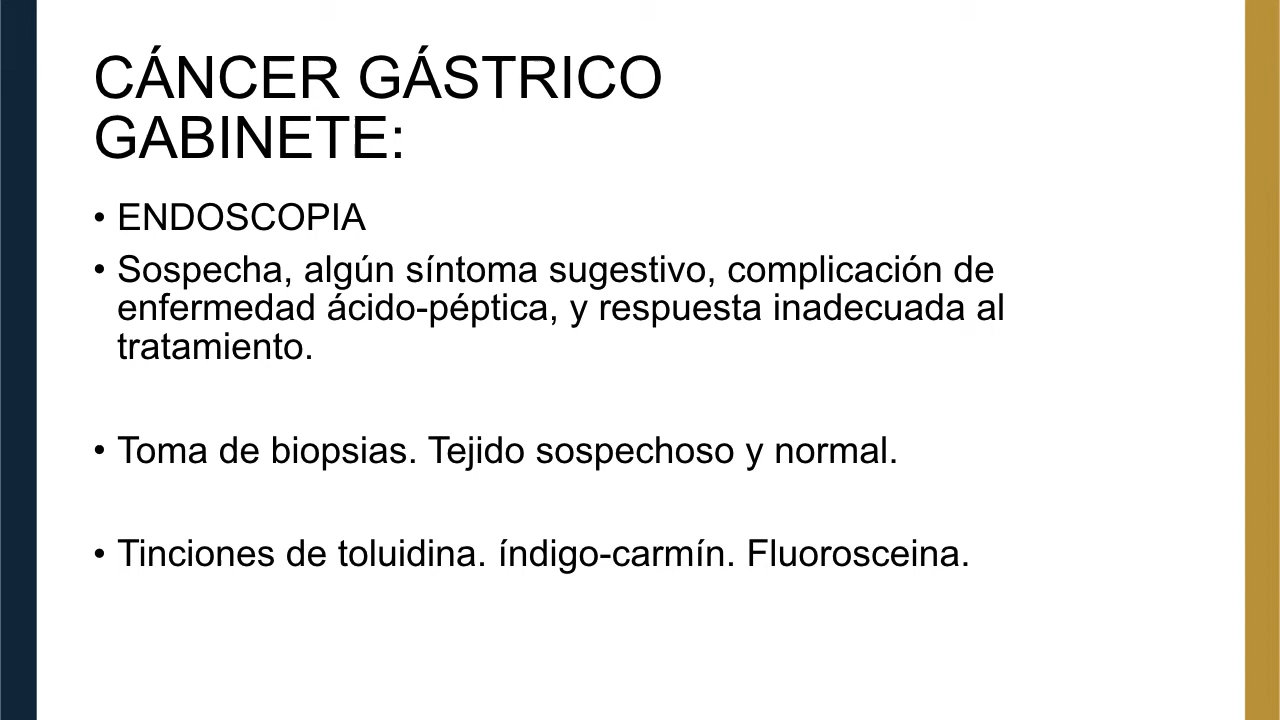 CÁNCER GÁSTRICO
GABINETE:
• ENDOSCOPIA
• Sospecha, algún síntoma sugestivo, complicación de
enfermedad ácido-péptica, y respuesta inadecuada al
tratamiento.
• Toma de biopsias. Tejido sospechoso y normal.
• Tinciones de toluidina. índigo-carmín. Fluorosceina.